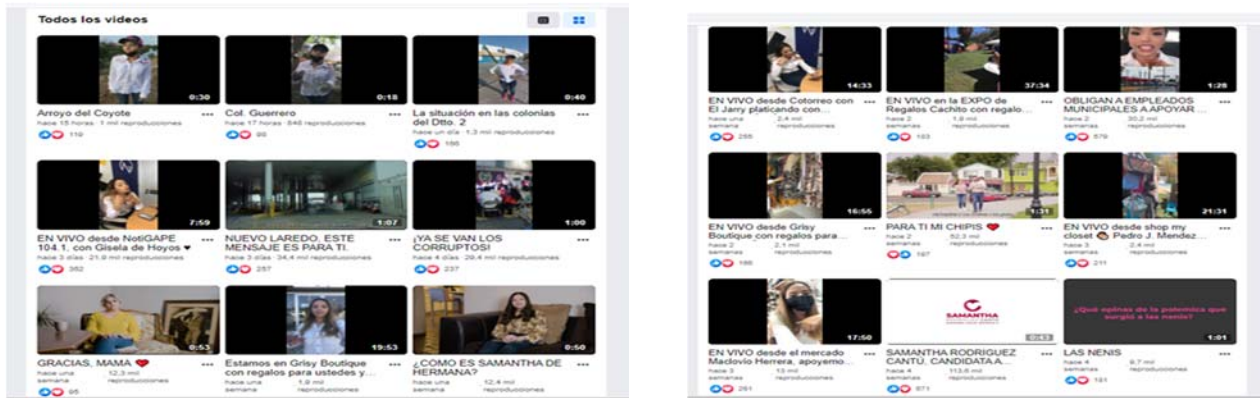 Todos los videos
0:30
0:18
0:40
Arroyo del Coyote ...
hace 15 horas · 1 mil reproducciones
119
Col. Guerrero ...
hace 17 horas · 846 reproducciones
98
La situación en las colonias ...
del Dtto. 2
hace un día · 1,3 mil reproducciones
186
7:59
1:07
1:00
EN VIVO desde NotiGAPE ...
104.1, con Gisela de Hoyos ♥
hace 3 días · 21,9 mil reproducciones
352
NUEVO LAREDO, ESTE ...
MENSAJE ES PARA TI.
hace 3 días · 34,4 mil reproducciones
257
¡YA SE VAN LOS ...
CORRUPTOS!
hace 4 días · 29,4 mil reproducciones
237
0:53
19:53
0:50
GRACIAS, MAMÁ ❤ ...
hace una semana
12,3 mil reproducciones
95
Estamos en Grisy Boutique ...
con regalos para ustedes y...
hace una semana
1,8 mil reproducciones
¿COMO ES SAMANTHA DE ...
HERMANA?
hace una semana
12,4 mil reproducciones
14:33
37:34
1:28
EN VIVO desde Cotorreo con ...
El Jarry platicando con...
hace una semana
2,4 mil reproducciones
255
EN VIVO en la EXPO de ...
Regalos Cachito con regalo...
hace 2 semanas
1,9 mil reproducciones
183
OBLIGAN A EMPLEADOS ...
MUNICIPALES A APOYAR ...
hace 2 semanas
30,2 mil reproducciones
579
16:55
1:31
21:31
EN VIVO desde Grisy ...
Boutique con regalos para...
hace 2 semanas
2,1 mil reproducciones
186
PARA TI MI CHIPIS ❤ ...
hace 2 semanas
52,3 mil reproducciones
197
EN VIVO desde shop my ...
closet Pedro J. Mendez...
hace 3 semanas
2,4 mil reproducciones
211
17:50
SAMANTHA
0:43
¿Qué opinas de la polémica que
surgió a las nenis?
1:01
EN VIVO desde el mercado ...
Maclovio Herrera, apoyemo...
hace 3 semanas
13 mil reproducciones
261
SAMANTHA RODRIGUEZ ...
CANTÚ, CANDIDATA A...
hace 4 semanas
113,6 mil reproducciones
871
LAS NENIS ...
hace 4 semanas
8,7 mil reproducciones
181